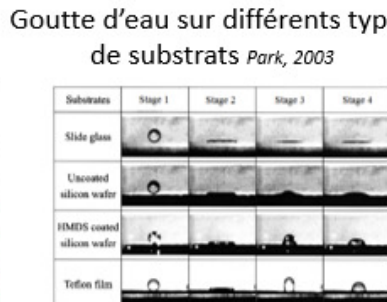 Goutte d'eau sur différents typ
de substrats Park, 2003
Substrates Stage 1 Stage 2 Stage 3 Stage 4
Slide glass
Uncoated
silicon wafer
HMDS coated
silicon wafer
Teflon film